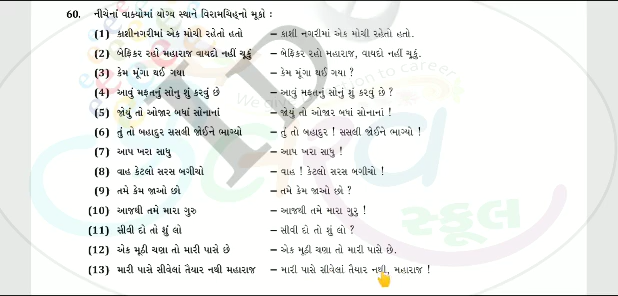 60. નીચેનાં વાક્યોમાં યોગ્ય સ્થાને વિરામચિહ્નો મૂકો :
(1) કાશીનગરીમાં એક મોચી રહેતો હતો – કાશી નગરીમાં એક મોચી રહેતો હતો.
(2) બેફિકર રહો મહારાજ વાયદો નહીં ચૂકું – બેફિકર રહો મહારાજ, વાયદો નહીં ચૂકું.
(3) કેમ મૂંગા થઈ ગયા – કેમ મૂંગા થઈ ગયા ?
(4) આવું મફતનું સોનુ શું કરવું છે – આવું મફતનું સોનું શું કરવું છે ?
(5) જોયું તો ઓજાર બધાં સોનાનાં – જોયું તો ઓજાર બધાં સોનાનાં !
(6) તું તો બહાદુર સસલી જોઈને ભાગ્યો – તું તો બહાદુર ! સસલી જોઈને ભાગ્યો !
(7) આપ ખરા સાધુ – આપ ખરા સાધુ !
(8) વાહ કેટલો સરસ બગીચો – વાહ ! કેટલો સરસ બગીચો !
(9) તમે કેમ જાઓ છો – તમે કેમ જાઓ છો ?
(10) આજથી તમે મારા ગુરુ – આજથી તમે મારા ગુરુ !
(11) સીવી દો તો શું લો – સીવી દો તો શું લો ?
(12) એક મૂઠી ચણા તો મારી પાસે છે – એક મૂઠી ચણા તો મારી પાસે છે.
(13) મારી પાસે સીવેલાં તૈયાર નથી મહારાજ – મારી પાસે સીવેલાં તૈયાર નથી, મહારાજ !
સ્કૂલ